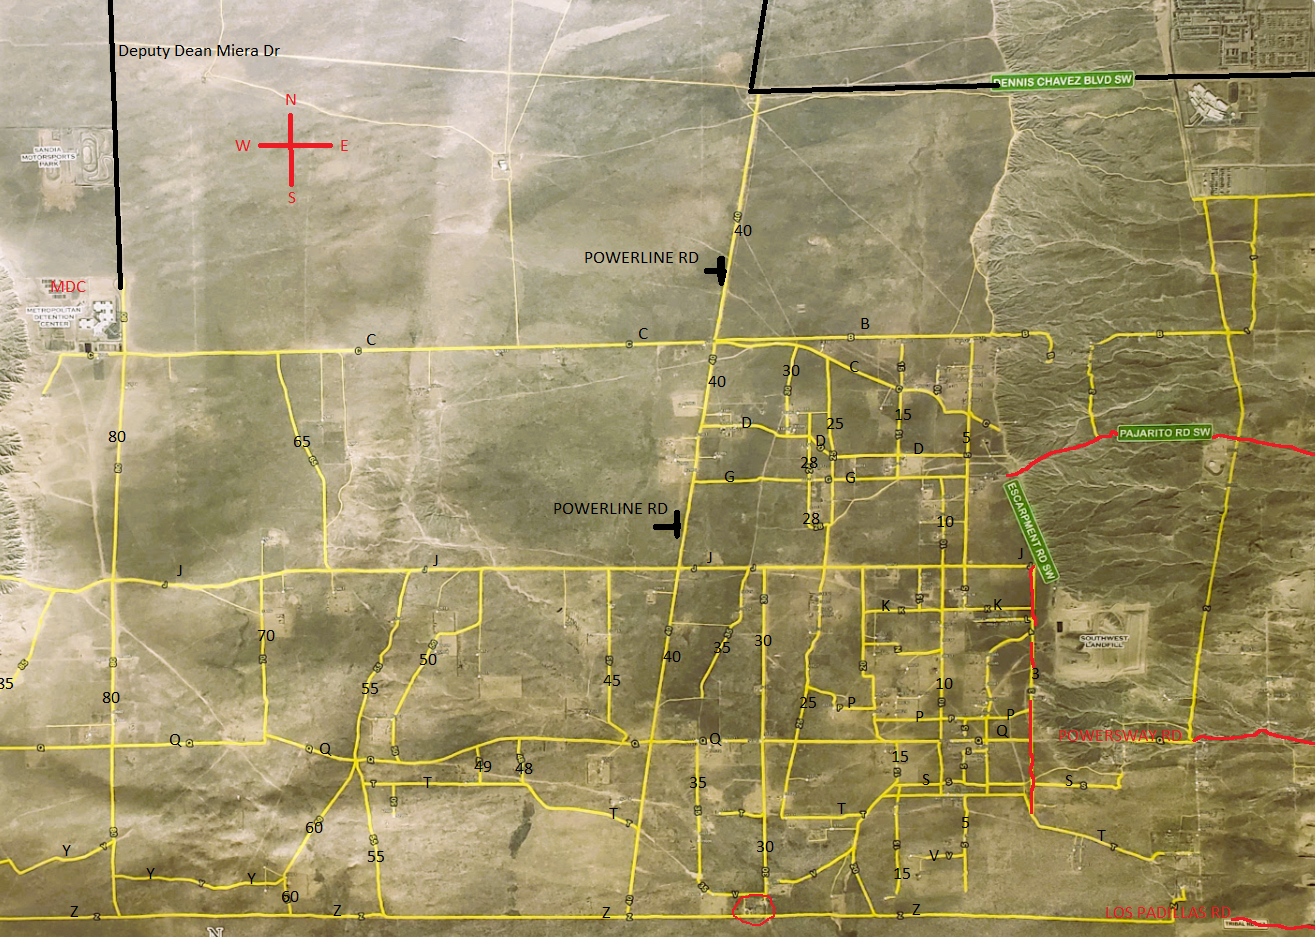 Deputy Dean Miera Dr
DENNIS CHAVEZ BLVD SW
N
W E
S
SANDIA
MOTORSPORTS
PARK
40
POWERLINE RD
MDC
METROPOLITAN
DETENTION
CENTER
C
C
B
40
30
C
15
25
5
80
65
D
D
D
PAJARITO RD SW
28
G
G
ESCARPMENT RD SW
POWERLINE RD
28
10
J
J
J
J
K
K
70
50
35
30
40
SOUTHWEST
LANDFILL
85
80
55
45
25
10
3
P
P
P
Q
Q
Q
Q
POWERSWAY RD
49
48
15
T
35
S
S
T
T
60
5
T
Y
55
30
V
Y
Y
15
60
Z
Z
Z
Z
LOS PADILLAS RD
N